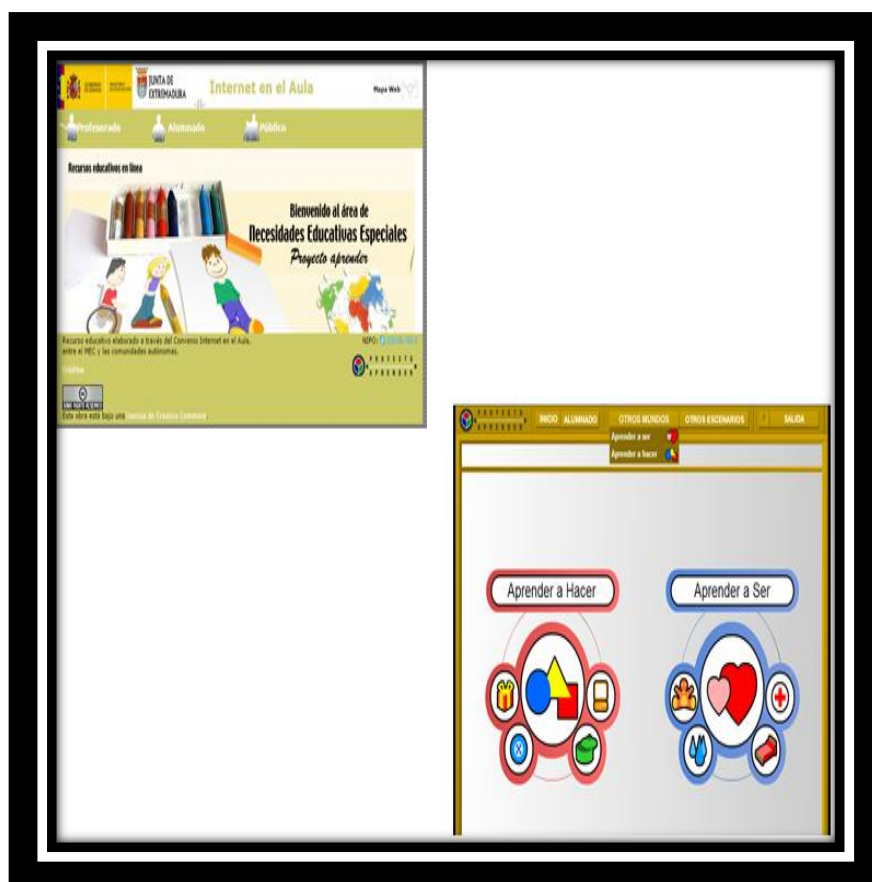 JUNTA DE
EXTREMADURA
Internet en el Aula
Mapa Web
Profesorado
Alumnado
Público
Recursos educativos en línea
Bienvenido al área de
Necesidades Educativas Especiales
Proyecto aprender
Recurso educativo elaborado a través del Convenio Internet en el Aula,
entre el MEC y las comunidades autónomas.
NIPO:
PROYECTO
APRENDER
Créditos
Esta obra está bajo una licencia de Creative Commons
PROYECTO
APRENDER
INICIO
ALUMNADO
OTROS MUNDOS
OTROS ESCENARIOS
?
SALIDA
Aprender a ser
Aprender a hacer
Aprender a Hacer
Aprender a Ser